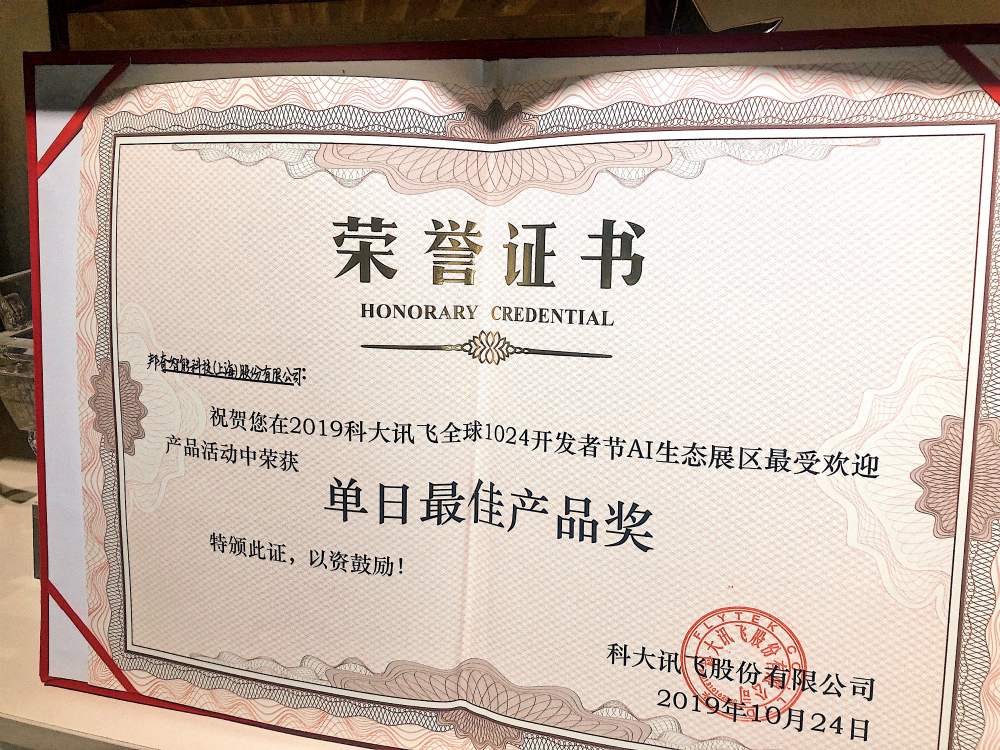 荣誉证书
HONORARY CREDENTIAL
邦奇智能科技(上海)股份有限公司:
祝贺您在2019科大讯飞全球1024开发者节AI生态展区最受欢迎
产品活动中荣获
单日最佳产品奖
特颁此证，以资鼓励！
科大讯飞股份有限公司
2019年10月24日